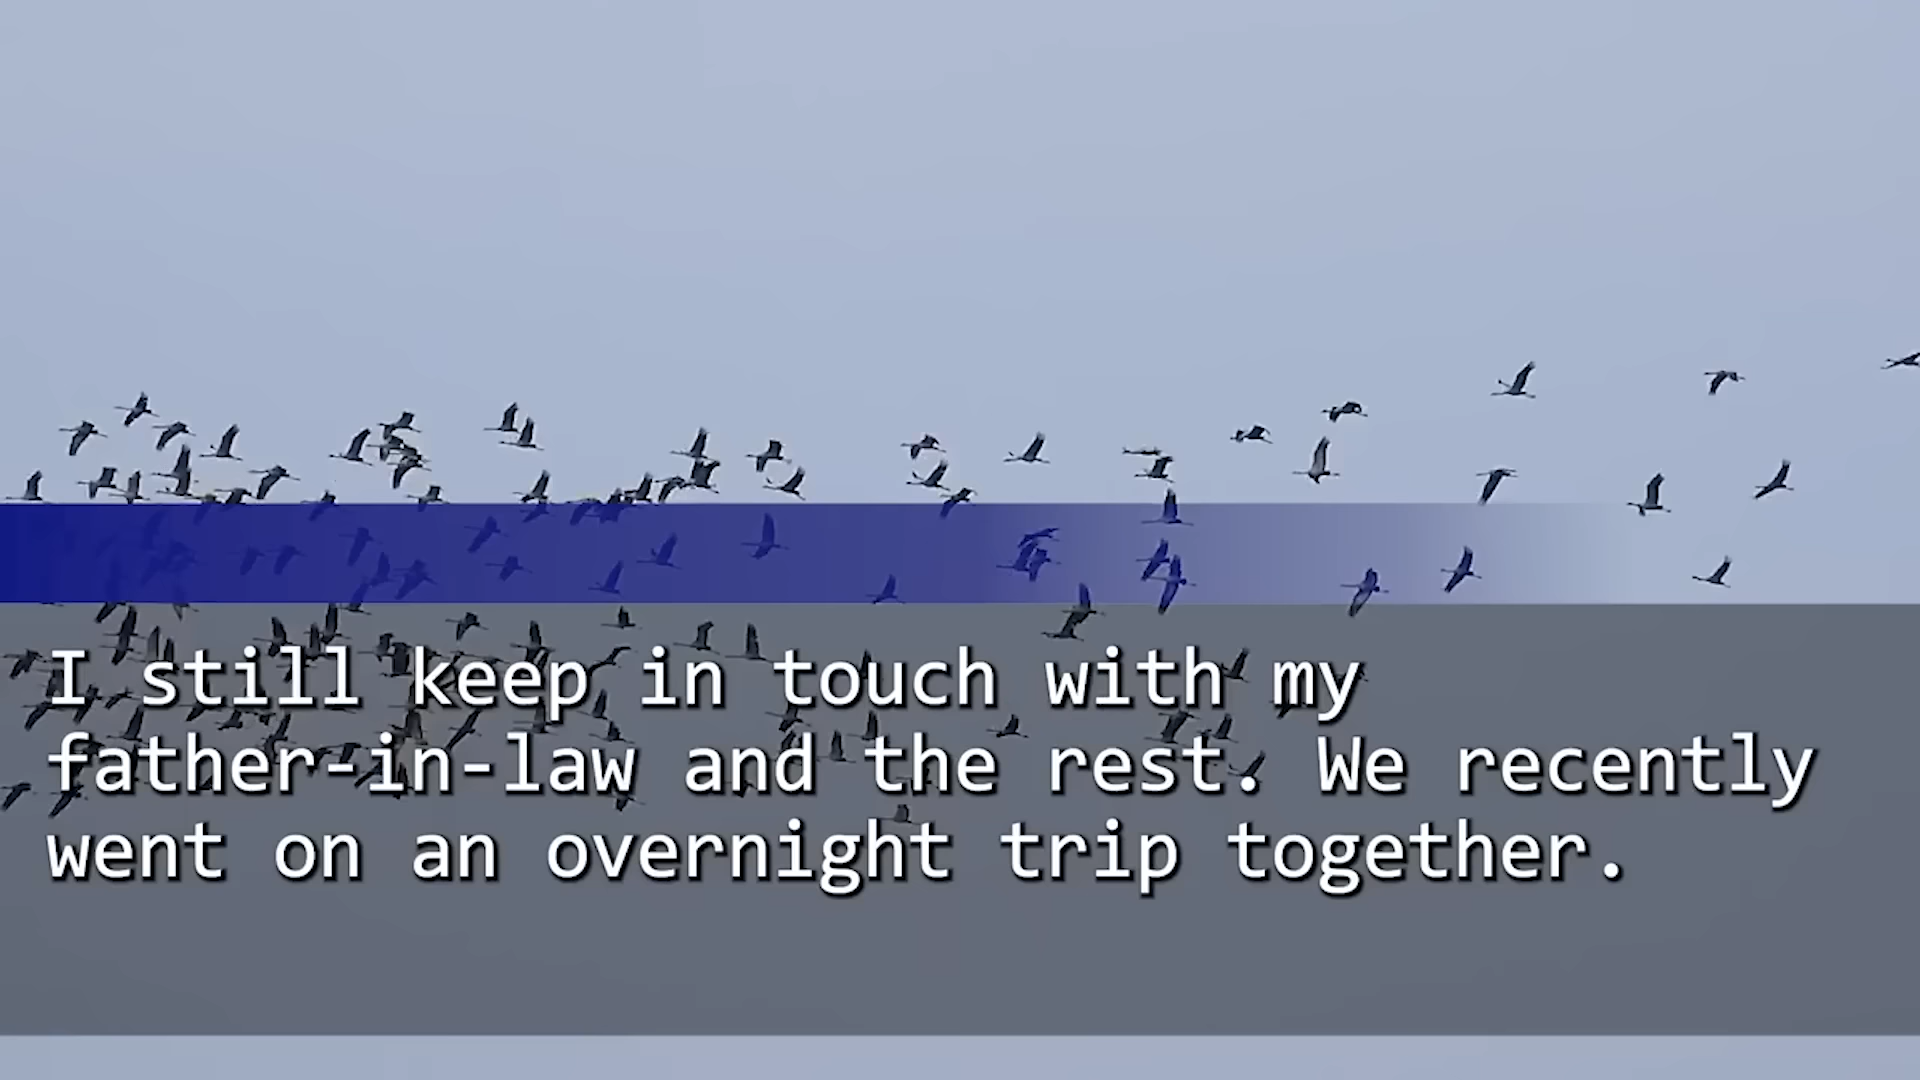 I still keep in touch with my
father-in-law and the rest. We recently
went on an overnight trip together.